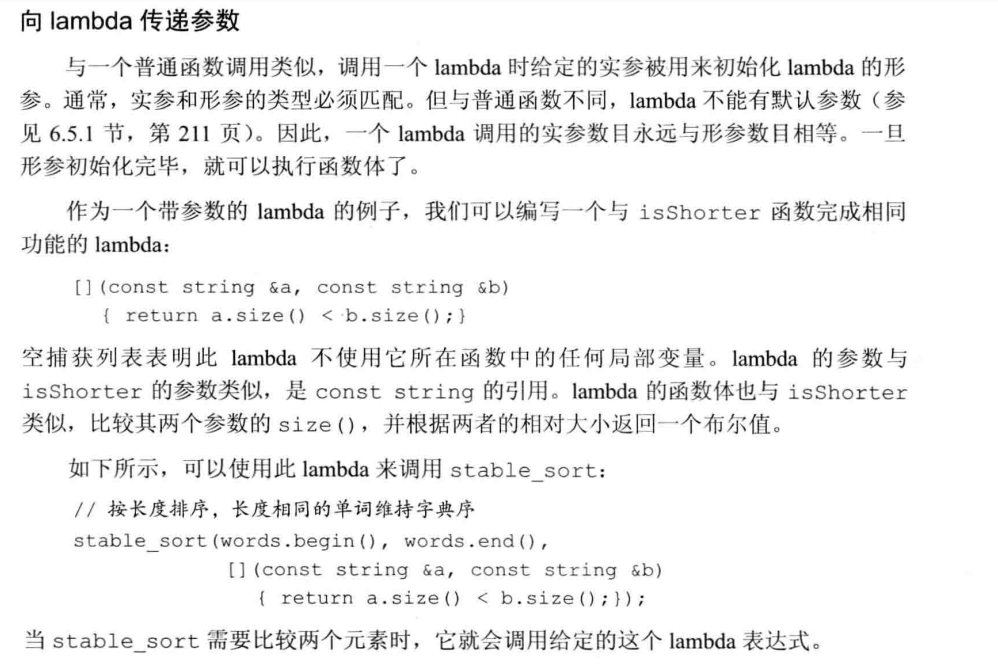 向 lambda 传递参数
与一个普通函数调用类似，调用一个 lambda 时给定的实参被用来初始化 lambda 的形
参。通常，实参和形参的类型必须匹配。但与普通函数不同，lambda 不能有默认参数（参
见 6.5.1 节，第 211 页）。因此，一个 lambda 调用的实参数目永远与形参数目相等。一旦
形参初始化完毕，就可以执行函数体了。
作为一个带参数的 lambda 的例子，我们可以编写一个与 isShorter 函数完成相同
功能的 lambda：
[](const string &a, const string &b)
{ return a.size() < b.size();}
空捕获列表表明此 lambda 不使用它所在函数中的任何局部变量。lambda 的参数与
isShorter 的参数类似，是 const string 的引用。lambda 的函数体也与 isShorter
类似，比较其两个参数的 size()，并根据两者的相对大小返回一个布尔值。
如下所示，可以使用此 lambda 来调用 stable_sort：
// 按长度排序，长度相同的单词维持字典序
stable_sort(words.begin(), words.end(),
[](const string &a, const string &b)
{ return a.size() < b.size();});
当 stable_sort 需要比较两个元素时，它就会调用给定的这个 lambda 表达式。